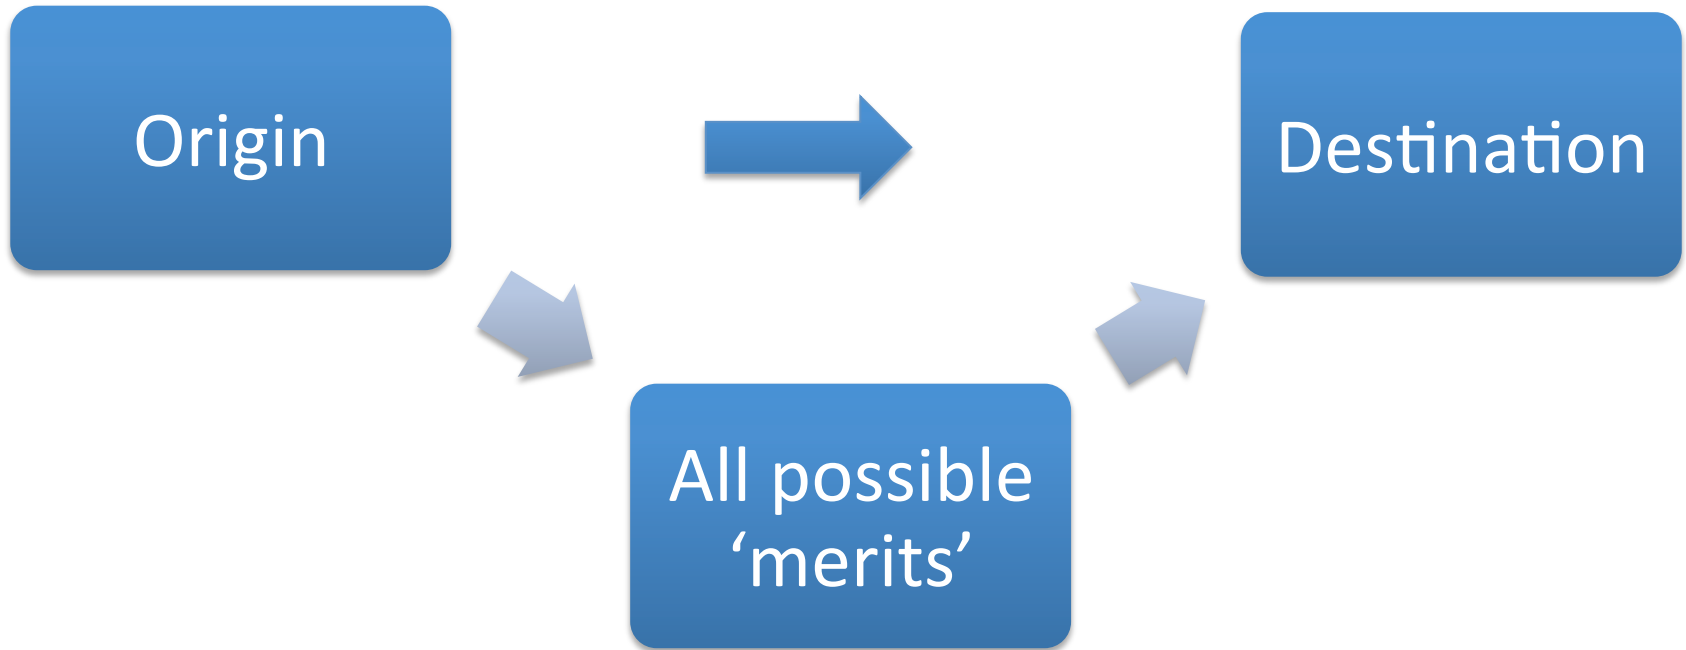 Origin
Destination
All possible
‘merits’